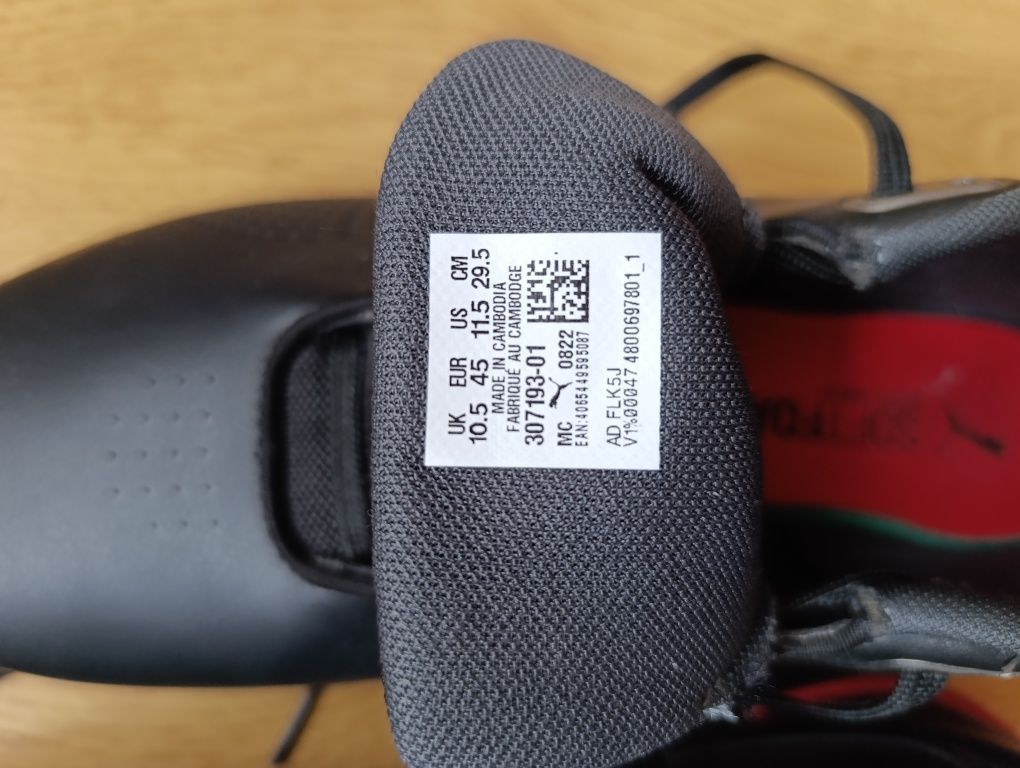 UK EUR US CM
10.5 45 11.5 29.5
MADE IN CAMBODIA
FABRIQUÉ AU CAMBODGE
307193-01
MC 0822
EAN:4065449595087
AD FLK5J
V1%00047 4800697801_1